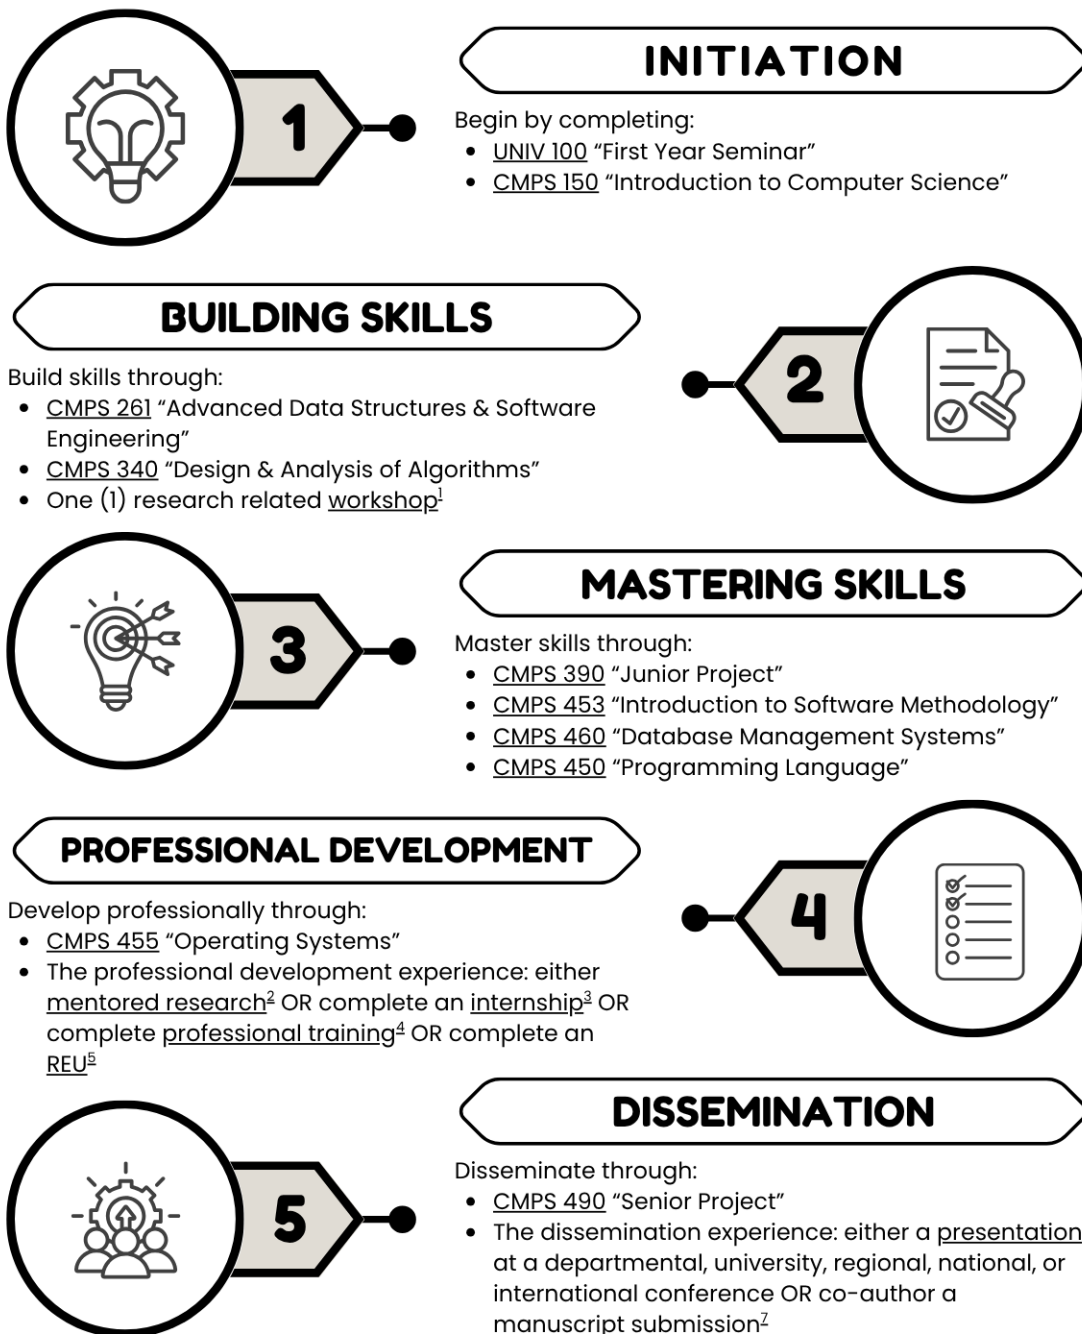 1
INITIATION
Begin by completing:
• UNIV 100 “First Year Seminar”
• CMPS 150 “Introduction to Computer Science”
BUILDING SKILLS
2
Build skills through:
• CMPS 261 “Advanced Data Structures & Software
Engineering”
• CMPS 340 “Design & Analysis of Algorithms”
• One (1) research related workshop¹
3
MASTERING SKILLS
Master skills through:
• CMPS 390 “Junior Project”
• CMPS 453 “Introduction to Software Methodology”
• CMPS 460 “Database Management Systems”
• CMPS 450 “Programming Language”
PROFESSIONAL DEVELOPMENT
4
Develop professionally through:
• CMPS 455 “Operating Systems”
• The professional development experience: either
mentored research² OR complete an internship³ OR
complete professional training⁴ OR complete an
REU⁵
5
DISSEMINATION
Disseminate through:
• CMPS 490 “Senior Project”
• The dissemination experience: either a presentation
at a departmental, university, regional, national, or
international conference OR co-author a
manuscript submission⁷